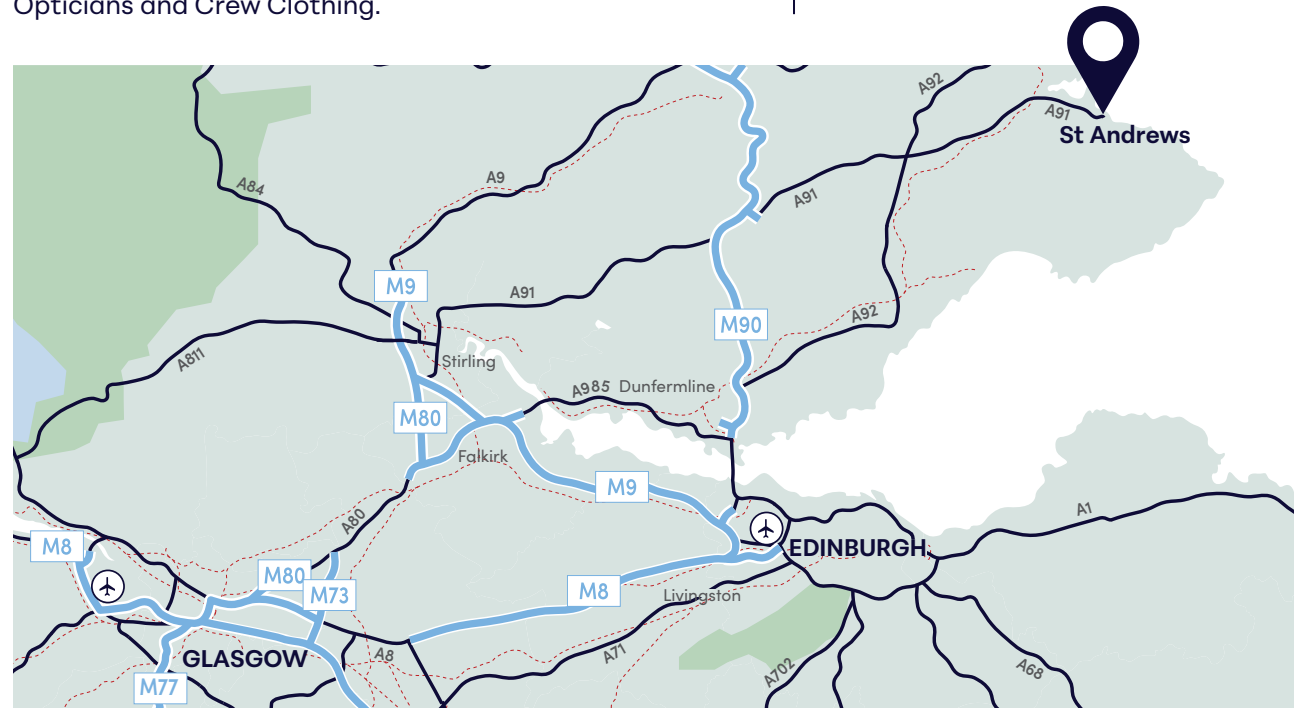 Opticians and Crew Clothing.
A92
A91
St Andrews
A84
A9
A91
M9
A91
M90
A92
A811
Stirling
A985
Dunfermline
M80
Falkirk
M9
A80
A1
M8
EDINBURGH
M80
M73
M8
Livingston
GLASGOW
A8
A71
A702
A68
M77